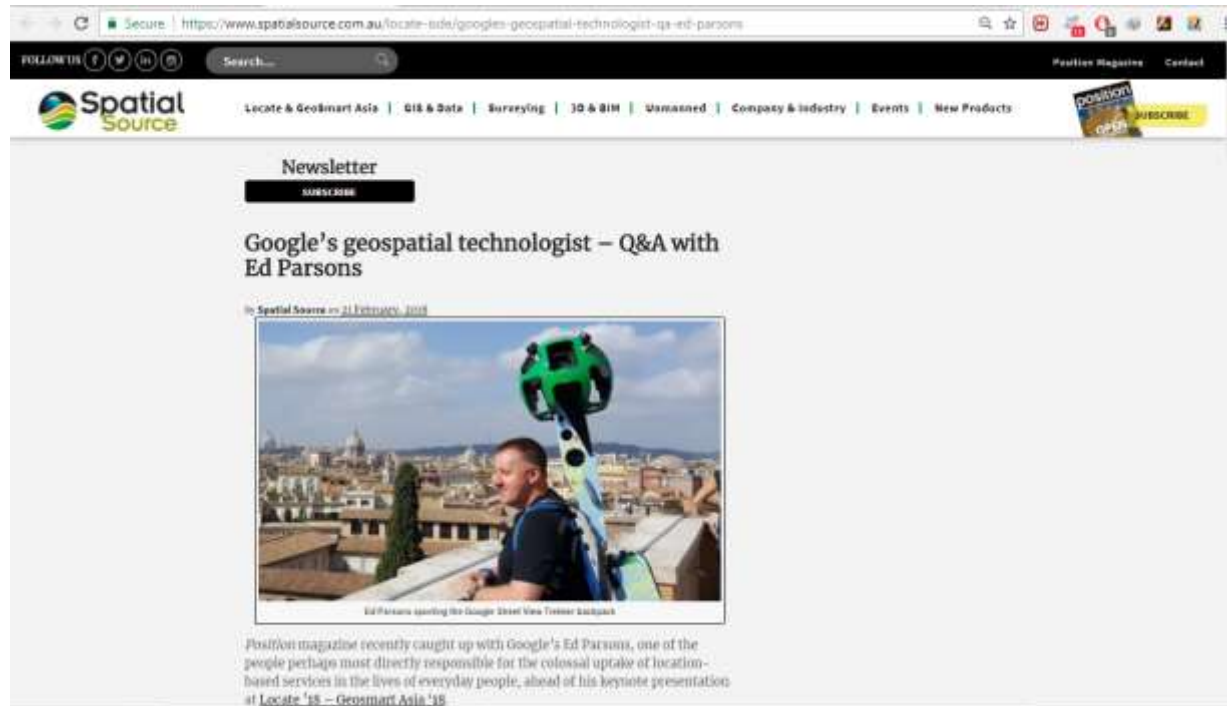 Secure https://www.spatialsource.com.au/locate-side/googles-geospatial-technologist-qa-ed-parsons
FOLLOW US Search... Position Magazine Contact
Spatial Source
Locate & GeoSmart Asia | GIS & Data | Surveying | 3D & BIM | Unmanned | Company & Industry | Events | New Products
position
OPEN
SUBSCRIBE
Newsletter
SUBSCRIBE
Google's geospatial technologist – Q&A with
Ed Parsons
by Spatial Source on 21 February, 2018
Ed Parsons sporting the Google Street View Trekker backpack
Position magazine recently caught up with Google's Ed Parsons, one of the
people perhaps most directly responsible for the colossal uptake of location-
based services in the lives of everyday people, ahead of his keynote presentation
at Locate '18 – Geosmart Asia '18